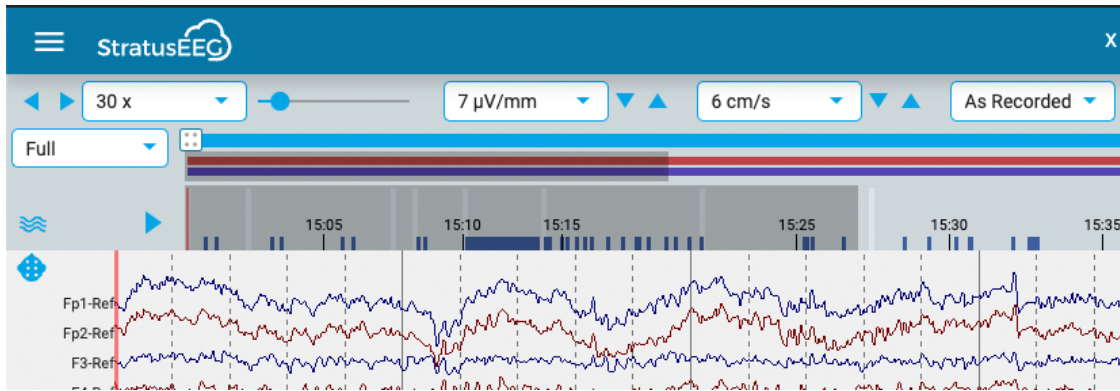 StratusEEG
X
30 x
7 µV/mm
6 cm/s
As Recorded
Full
15:05
15:10
15:15
15:25
15:30
15:35
Fp1-Ref
Fp2-Ref
F3-Ref